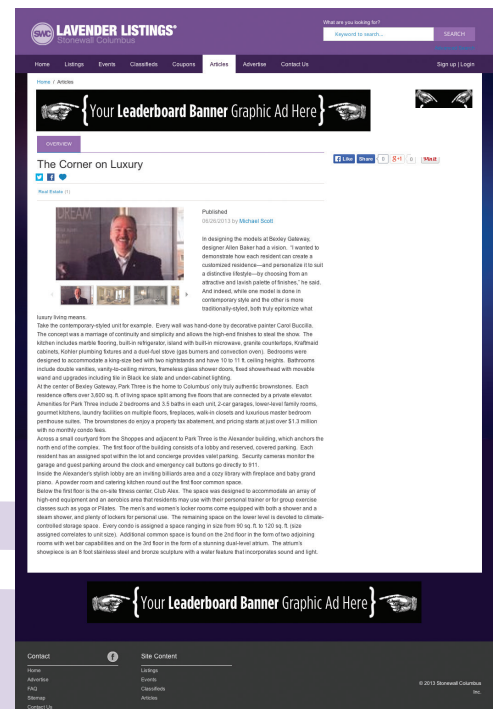 SWC LAVENDER LISTINGS®
Stonewall Columbus
What are you looking for?
Keyword to search...
SEARCH
Home Listings Events Classifieds Coupons Articles Advertise Contact Us Sign up | Login
Home / Articles
{Your Leaderboard Banner Graphic Ad Here}
OVERVIEW
The Corner on Luxury
Like Share 0 g+1 0 Pin it
Real Estate (1)
DREAM
Published
08/26/2013 by Michael Scott
In designing the models at Bexley Gateway,
designer Allen Baker had a vision. "I wanted to
demonstrate how each resident can create a
customized residence—and personalize it to suit
a distinctive lifestyle—by choosing from an
attractive and lavish palette of finishes," he said.
And indeed, while one model is done in
contemporary style and the other is more
traditionally-styled, both truly epitomize what
luxury living means.
Take the contemporary-styled unit for example. Every wall was hand-done by decorative painter Carol Buccilla.
The concept was a marriage of continuity and simplicity and allows the high-end finishes to steal the show. The
kitchen includes marble flooring, built-in refrigerator, island with built-in microwave, granite countertops, Kraftmaid
cabinets, Kohler plumbing fixtures and a duel-fuel stove (gas burners and convection oven). Bedrooms were
designed to accommodate a king-size bed with two nightstands and have 10 to 11 ft. ceiling heights. Bathrooms
include double vanities, vanity-to-ceiling mirrors, frameless glass shower doors, fixed showerhead with movable
wand and upgrades including tile in Black Ice slate and under-cabinet lighting.
At the center of Bexley Gateway, Park Three is the home to Columbus' only truly authentic brownstones. Each
residence offers over 3,600 sq. ft. of living space split among five floors that are connected by a private elevator.
Amenities for Park Three include 2 bedrooms and 3.5 baths in each unit, 2-car garages, lower-level family rooms,
gourmet kitchens, laundry facilities on multiple floors, fireplaces, walk-in closets and luxurious master bedroom
penthouse suites. The brownstones do enjoy a property tax abatement, and pricing starts at just over $1.3 million
with no monthly condo fees.
Across a small courtyard from the Shoppes and adjacent to Park Three is the Alexander building, which anchors the
north end of the complex. The first floor of the building consists of a lobby and reserved, covered parking. Each
resident has an assigned spot within the lot and concierge provides valet parking. Security cameras monitor the
garage and guest parking around the clock and emergency call buttons go directly to 911.
Inside the Alexander's stylish lobby are an inviting billiards area and a cozy library with fireplace and baby grand
piano. A powder room and catering kitchen round out the first floor common space.
Below the first floor is the on-site fitness center, Club Alex. The space was designed to accommodate an array of
high-end equipment and an aerobics area that residents may use with their personal trainer or for group exercise
classes such as yoga or Pilates. The men's and women's locker rooms come equipped with both a shower and a
steam shower, and plenty of lockers for personal use. The remaining space on the lower level is devoted to climate-
controlled storage space. Every condo is assigned a space ranging in size from 90 sq. ft. to 120 sq. ft. (size
assigned correlates to unit size). Additional common space is found on the 2nd floor in the form of two adjoining
rooms with wet bar capabilities and on the 3rd floor in the form of a stunning dual-level atrium. The atrium's
showpiece is an 8 foot stainless steel and bronze sculpture with a water feature that incorporates sound and light.
{Your Leaderboard Banner Graphic Ad Here}
Contact
Home
Advertise
FAQ
Sitemap
Contact Us
Site Content
Listings
Events
Classifieds
Articles
© 2013 Stonewall Columbus
Inc.